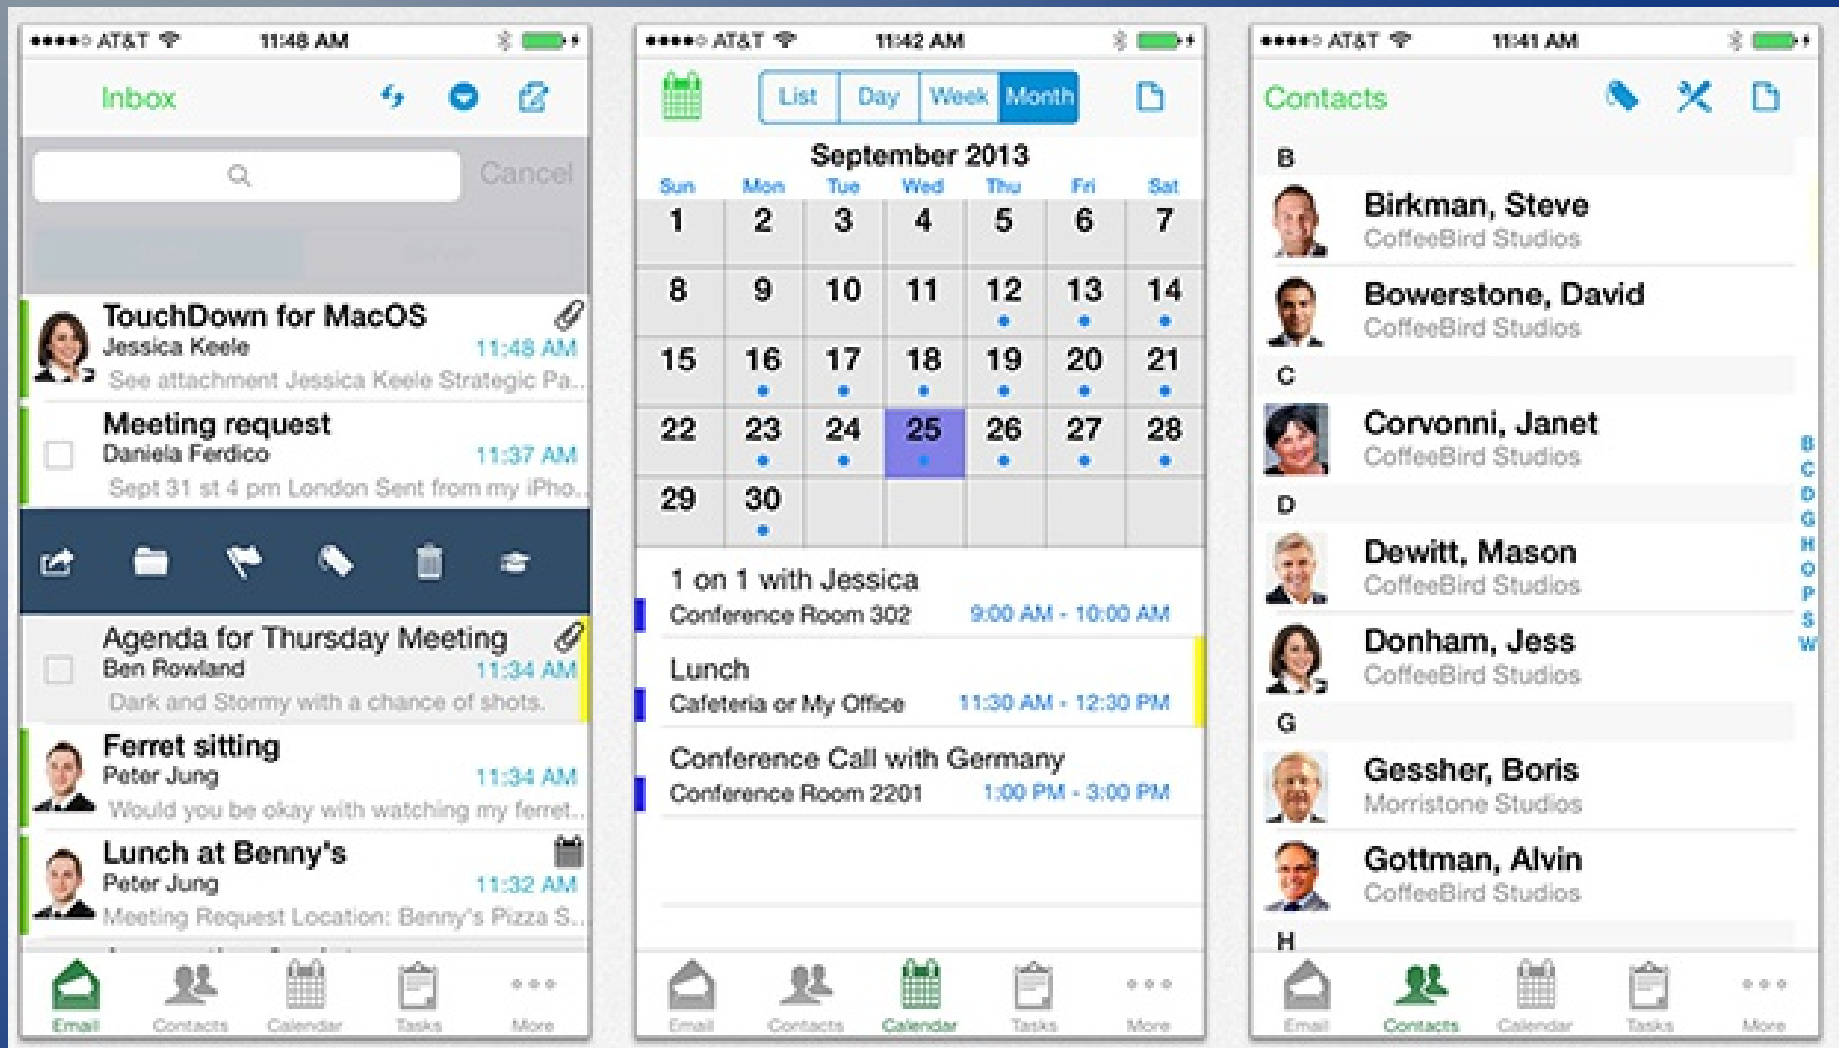 AT&T 11:48 AM
Inbox
Cancel
TouchDown for MacOS
Jessica Keele 11:48 AM
See attachment Jessica Keele Strategic Pa...
Meeting request
Daniela Ferdico 11:37 AM
Sept 31 st 4 pm London Sent from my iPho...
Agenda for Thursday Meeting
Ben Rowland 11:34 AM
Dark and Stormy with a chance of shots.
Ferret sitting
Peter Jung 11:34 AM
Would you be okay with watching my ferret...
Lunch at Benny's
Peter Jung 11:32 AM
Meeting Request Location: Benny's Pizza S...
Email Contacts Calendar Tasks More
AT&T 11:42 AM
List Day Week Month
September 2013
Sun Mon Tue Wed Thu Fri Sat
1 2 3 4 5 6 7
8 9 10 11 12 13 14
15 16 17 18 19 20 21
22 23 24 25 26 27 28
29 30
1 on 1 with Jessica
Conference Room 302 9:00 AM - 10:00 AM
Lunch
Cafeteria or My Office 11:30 AM - 12:30 PM
Conference Call with Germany
Conference Room 2201 1:00 PM - 3:00 PM
Email Contacts Calendar Tasks More
AT&T 11:41 AM
Contacts
B
Birkman, Steve
CoffeeBird Studios
Bowerstone, David
CoffeeBird Studios
C
Corvonni, Janet
CoffeeBird Studios
D
Dewitt, Mason
CoffeeBird Studios
Donham, Jess
CoffeeBird Studios
G
Gessher, Boris
Morristone Studios
Gottman, Alvin
CoffeeBird Studios
H
B
C
D
G
H
O
P
S
W
Email Contacts Calendar Tasks More